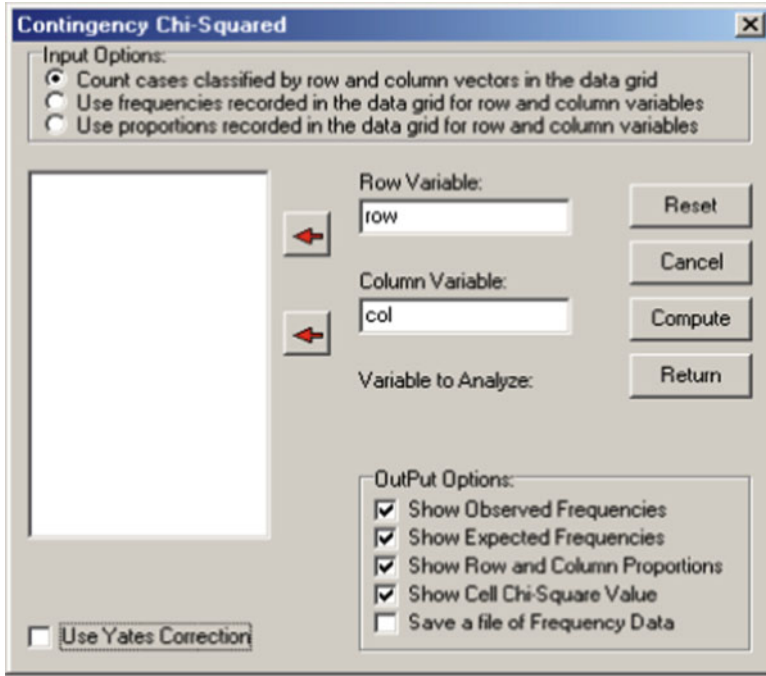 Contingency Chi-Squared
Input Options:
Count cases classified by row and column vectors in the data grid
Use frequencies recorded in the data grid for row and column variables
Use proportions recorded in the data grid for row and column variables
Row Variable:
row
Reset
Cancel
Column Variable:
col
Compute
Variable to Analyze:
Return
OutPut Options:
Show Observed Frequencies
Show Expected Frequencies
Show Row and Column Proportions
Show Cell Chi-Square Value
Save a file of Frequency Data
Use Yates Correction